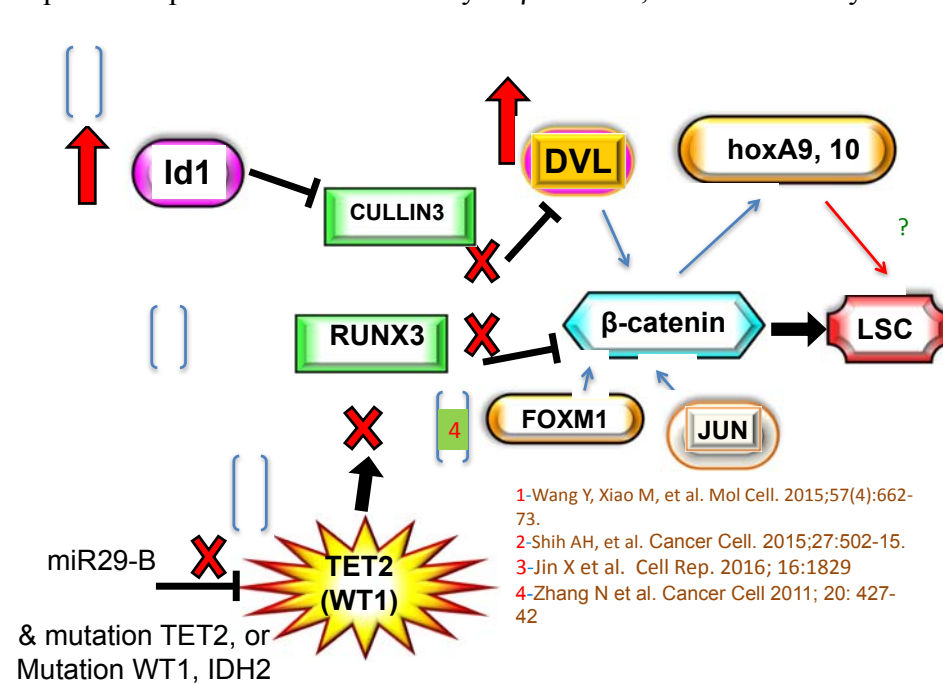 Id1
DVL
hoxA9, 10
CULLIN3
?
RUNX3
β-catenin
LSC
4
FOXM1
JUN
miR29-B
TET2
(WT1)
& mutation TET2, or
Mutation WT1, IDH2
1-Wang Y, Xiao M, et al. Mol Cell. 2015;57(4):662-
73.
2-Shih AH, et al. Cancer Cell. 2015;27:502-15.
3-Jin X et al. Cell Rep. 2016; 16:1829
4-Zhang N et al. Cancer Cell 2011; 20: 427-
42